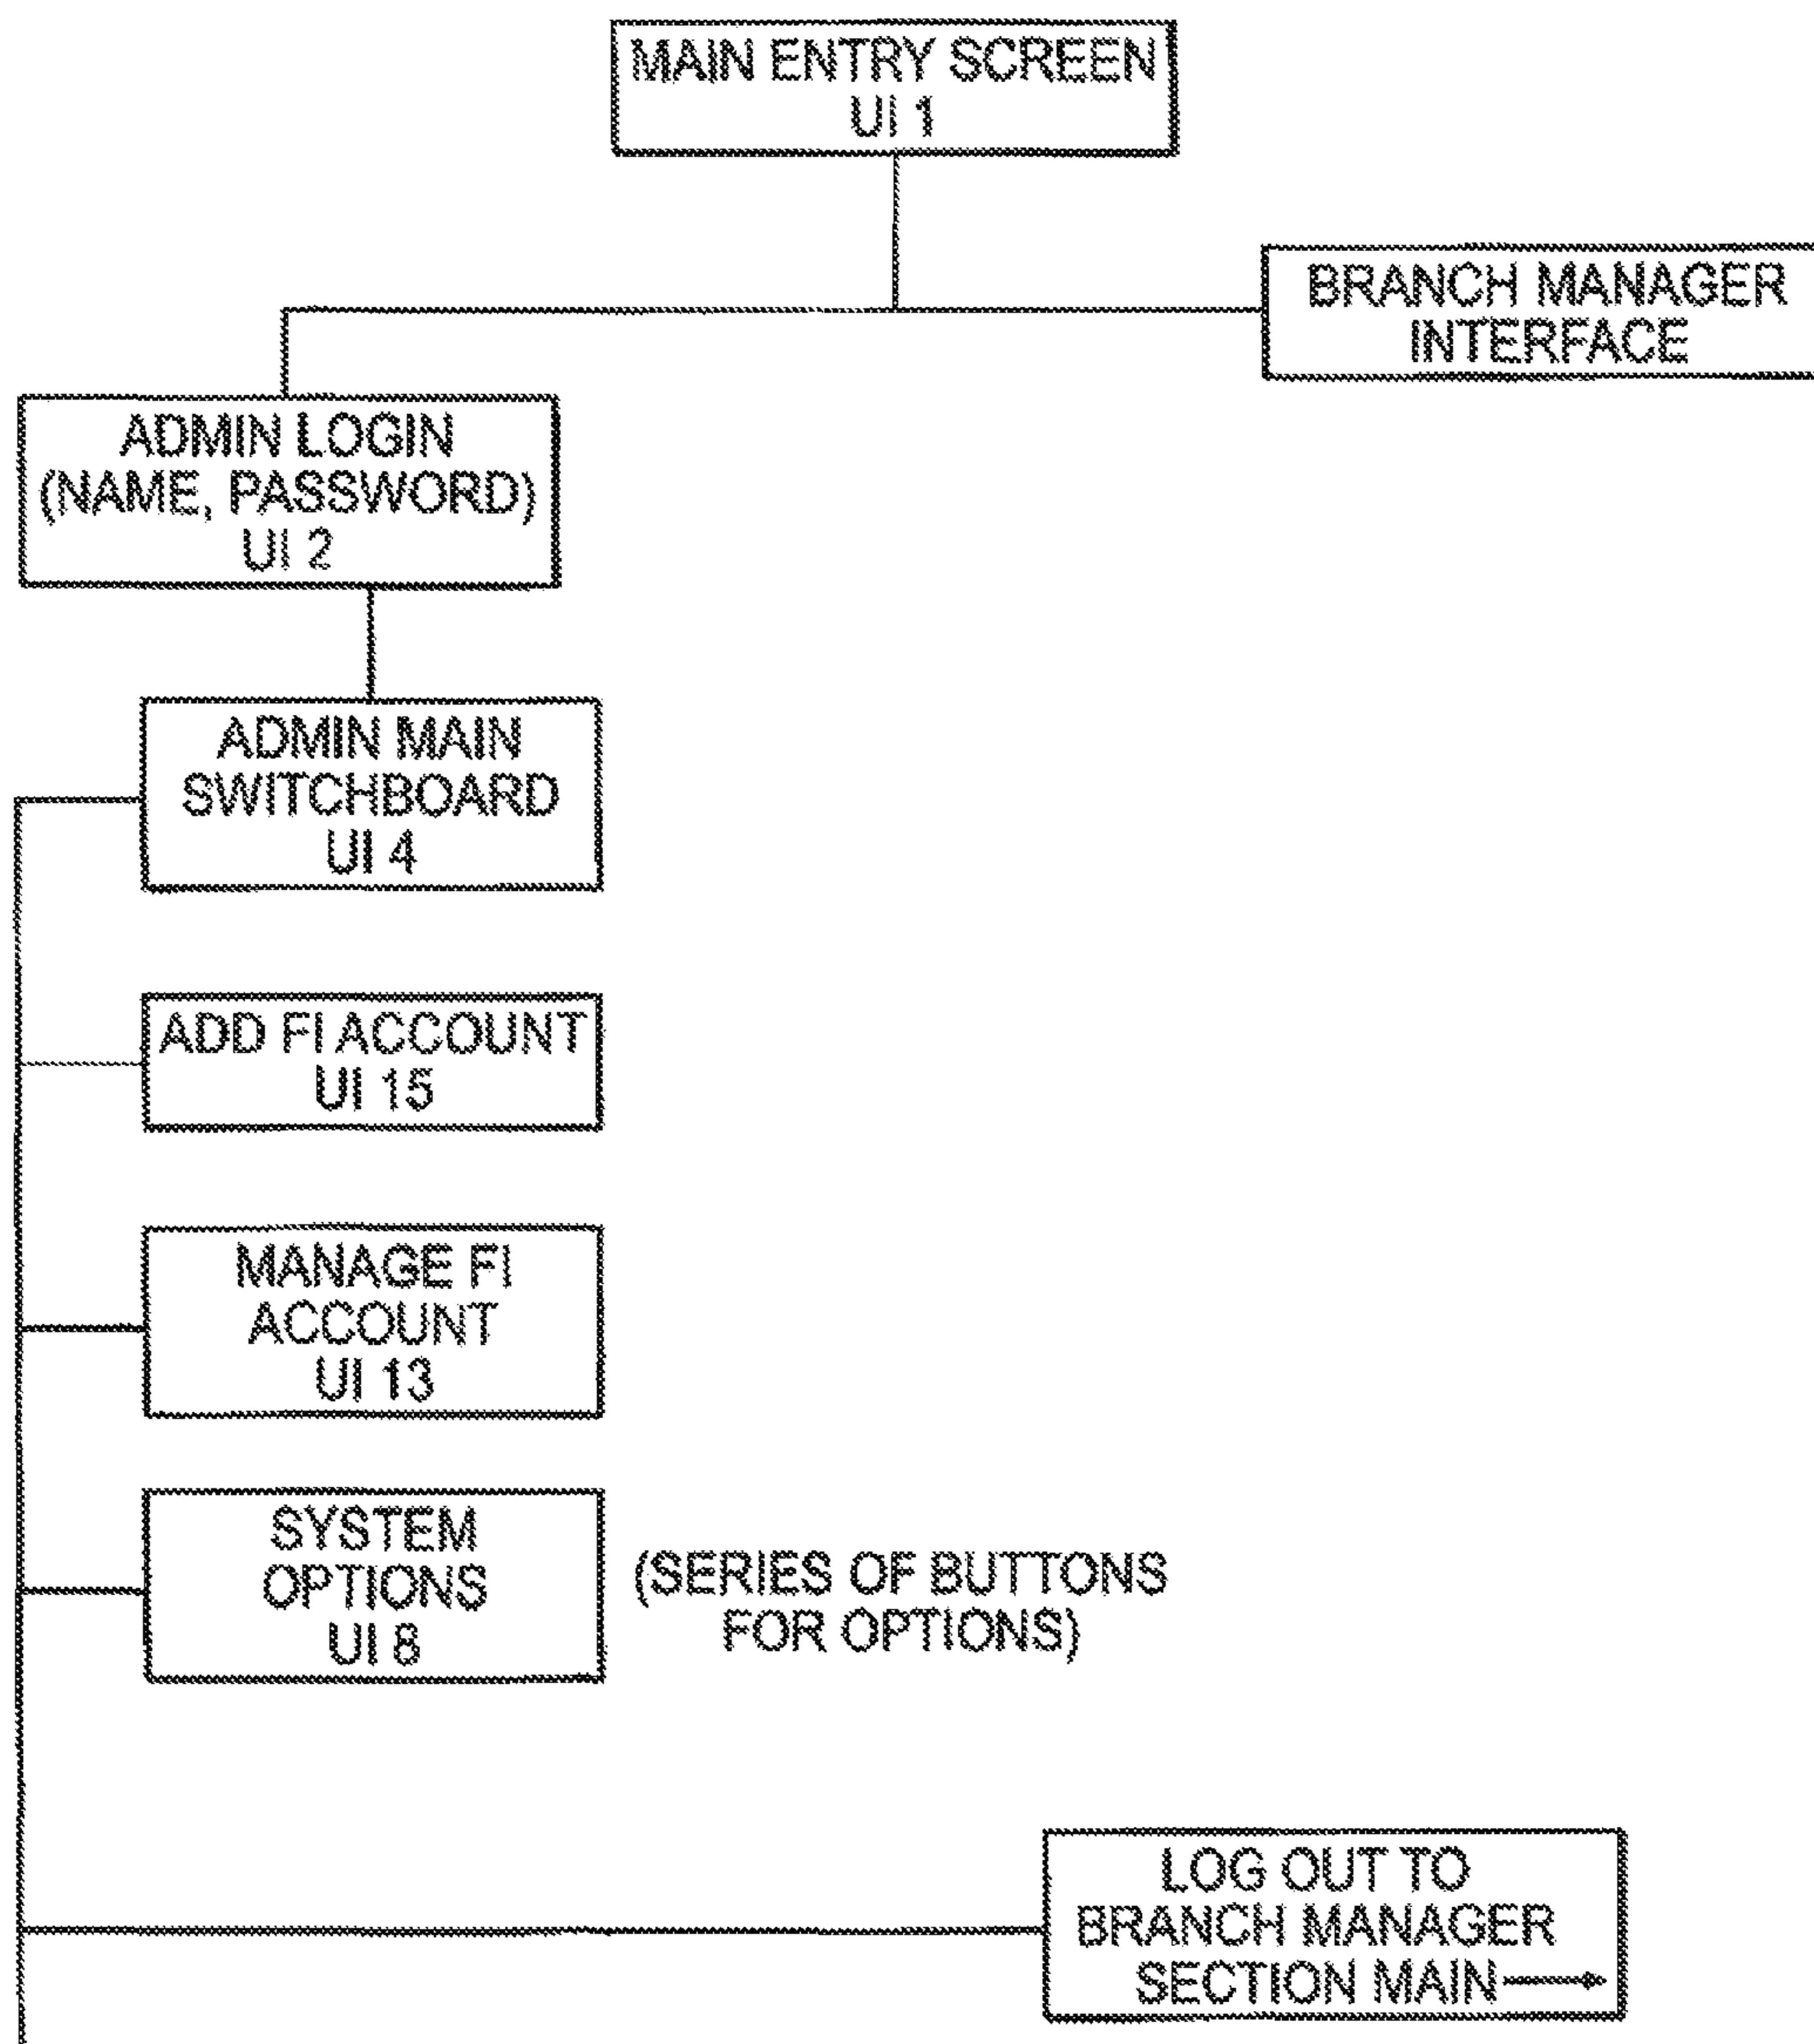 MAIN ENTRY SCREEN
UI 1
BRANCH MANAGER
INTERFACE
ADMIN LOGIN
(NAME, PASSWORD)
UI 2
ADMIN MAIN
SWITCHBOARD
UI 4
ADD FI ACCOUNT
UI 15
MANAGE FI
ACCOUNT
UI 13
SYSTEM
OPTIONS
UI 8
(SERIES OF BUTTONS
FOR OPTIONS)
LOG OUT TO
BRANCH MANAGER
SECTION MAIN